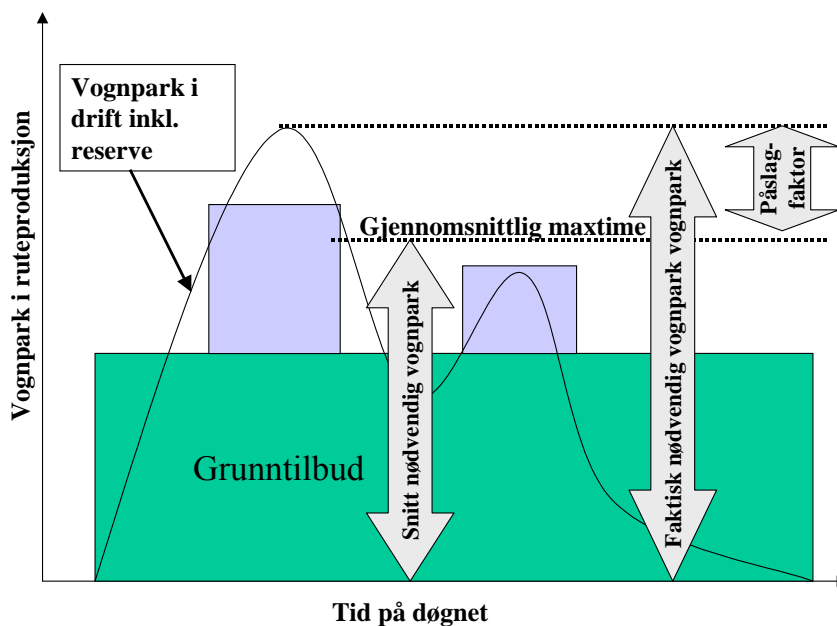 Vognpark i
drift inkl.
reserve
Påslag-
faktor
Gjennomsnittlig maxtime
Vognpark i ruteproduksjon
Snitt nødvendig vognpark
Faktisk nødvendig vognpark vognpark
Grunntilbud
Tid på døgnet